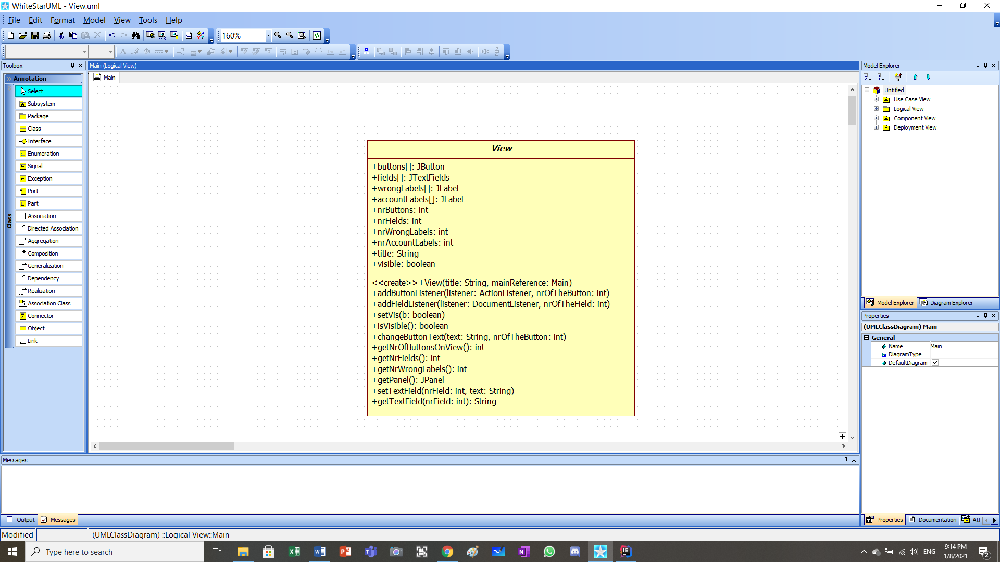 WhiteStarUML - View.uml
File Edit Format Model View Tools Help
160%
Toolbox
Main (Logical View)
Model Explorer
Annotation
Main
Select
Subsystem
Package
Class
Interface
Enumeration
Signal
Exception
Port
Part
Association
Directed Association
Aggregation
Composition
Generalization
Dependency
Realization
Association Class
Connector
Object
Link
Class
View
+buttons[]: JButton
+fields[]: JTextFields
+wrongLabels[]: JLabel
+accountLabels[]: JLabel
+nrButtons: int
+nrFields: int
+nrWrongLabels: int
+nrAccountLabels: int
+title: String
+visible: boolean
<<create>>+View(title: String, mainReference: Main)
+addButtonListener(listener: ActionListener, nrOfTheButton: int)
+addFieldListener(listener: DocumentListener, nrOfTheField: int)
+setVis(b: boolean)
+isVisible(): boolean
+changeButtonText(text: String, nrOfTheButton: int)
+getNrOfButtonsOnView(): int
+getNrFields(): int
+getNrWrongLabels(): int
+getPanel(): JPanel
+setTextField(nrField: int, text: String)
+getTextField(nrField: int): String
Untitled
Use Case View
Logical View
Component View
Deployment View
Model Explorer Diagram Explorer
Properties
(UMLClassDiagram) Main
General
Name Main
DiagramType
DefaultDiagram
Messages
Output Messages
Properties Documentation Att
Modified
(UMLClassDiagram) ::Logical View::Main
Type here to search
ENG
9:14 PM
1/8/2021
2